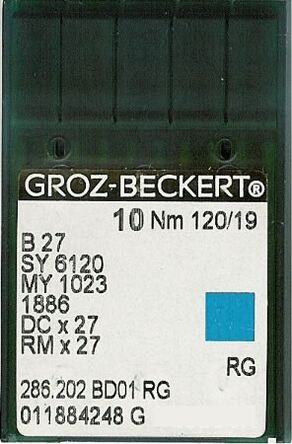 GROZ-BECKERT®
10 Nm 120/19
B 27
SY 6120
MY 1023
1886
DC x 27
RM x 27
RG
286.202 BD01 RG
011884248 G